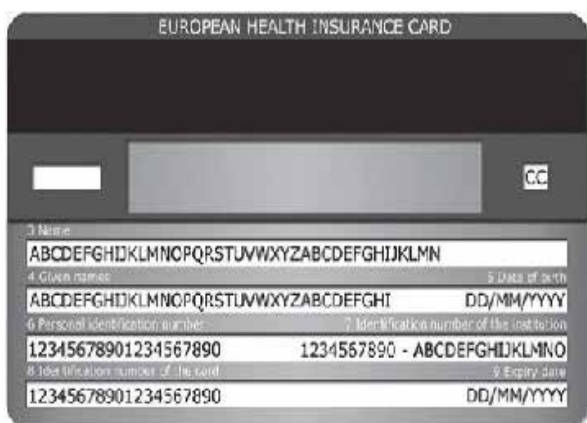 EUROPEAN HEALTH INSURANCE CARD
CC
3 Name
ABCDEFGHIJKLMNOPQRSTUVWXYZABCDEFGHIJKLMN
4 Given names 5 Date of birth
ABCDEFGHIJKLMNOPQRSTUVWXYZABCDEFGHI DD/MM/YYYY
6 Personal identification number 7 Identification number of the institution
12345678901234567890 1234567890 - ABCDEFGHIJKLMNO
8 Identification number of the card 9 Expiry date
12345678901234567890 DD/MM/YYYY